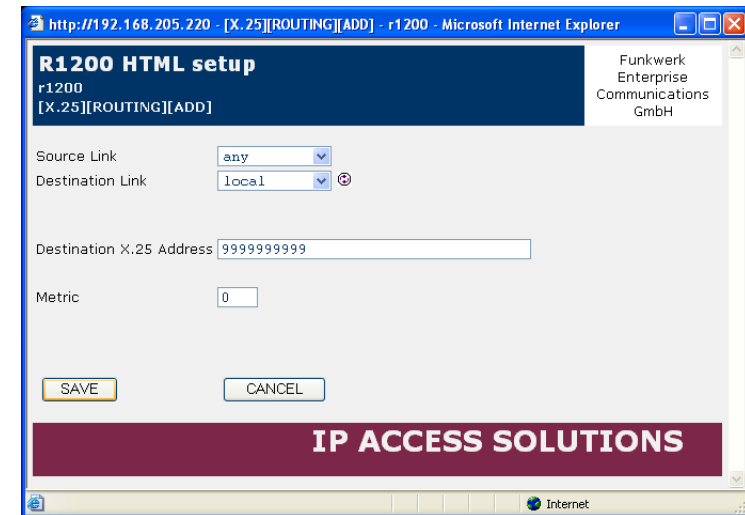 http://192.168.205.220 - [X.25][ROUTING][ADD] - r1200 - Microsoft Internet Explorer
R1200 HTML setup
r1200
[X.25][ROUTING][ADD]
Funkwerk
Enterprise
Communications
GmbH
Source Link any
Destination Link local
Destination X.25 Address 9999999999
Metric 0
SAVE CANCEL
IP ACCESS SOLUTIONS
Internet